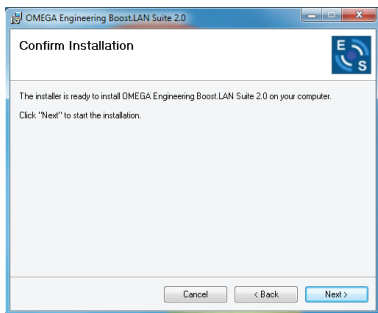 OMEGA Engineering Boost.LAN Suite 2.0
Confirm Installation
E
S
The installer is ready to install OMEGA Engineering Boost.LAN Suite 2.0 on your computer.
Click "Next" to start the installation.
Cancel
< Back
Next >